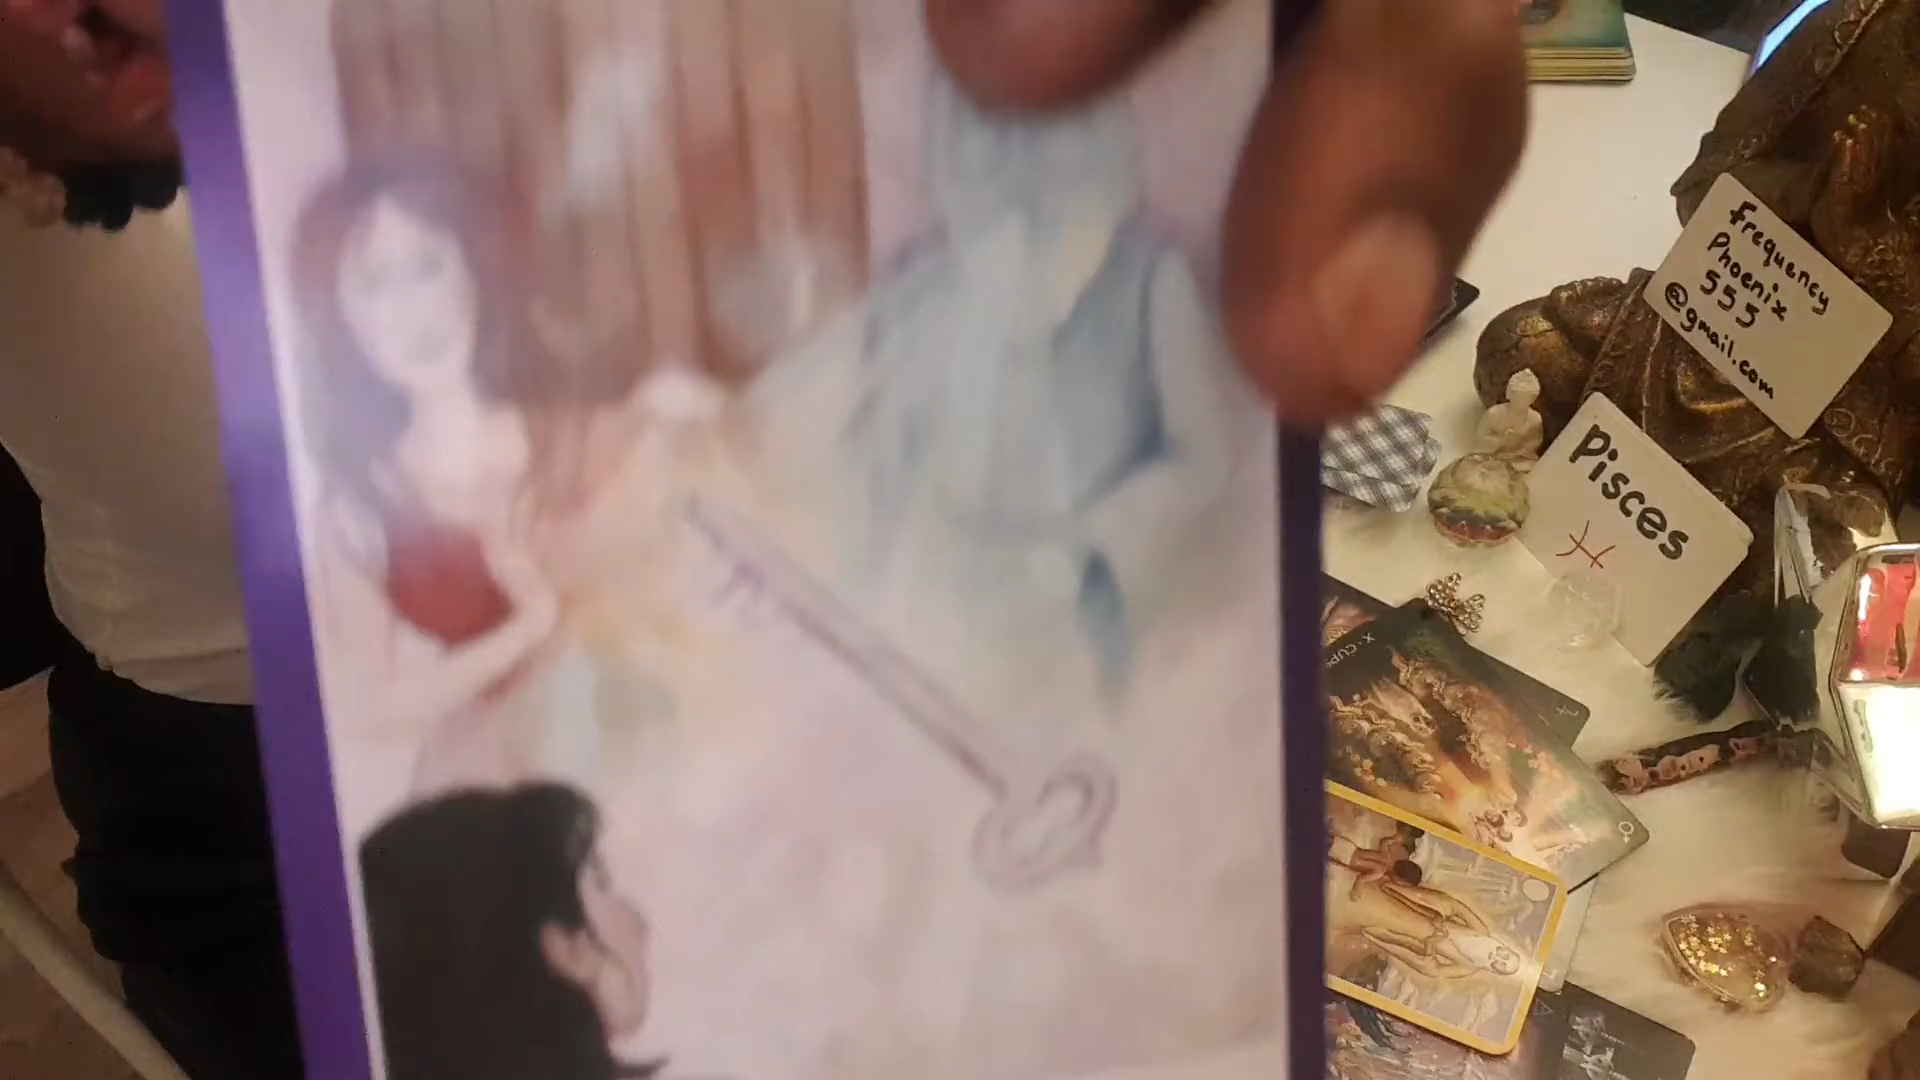 Frequency
Phoenix
555
@gmail.com
Pisces
♓
X · CUPS